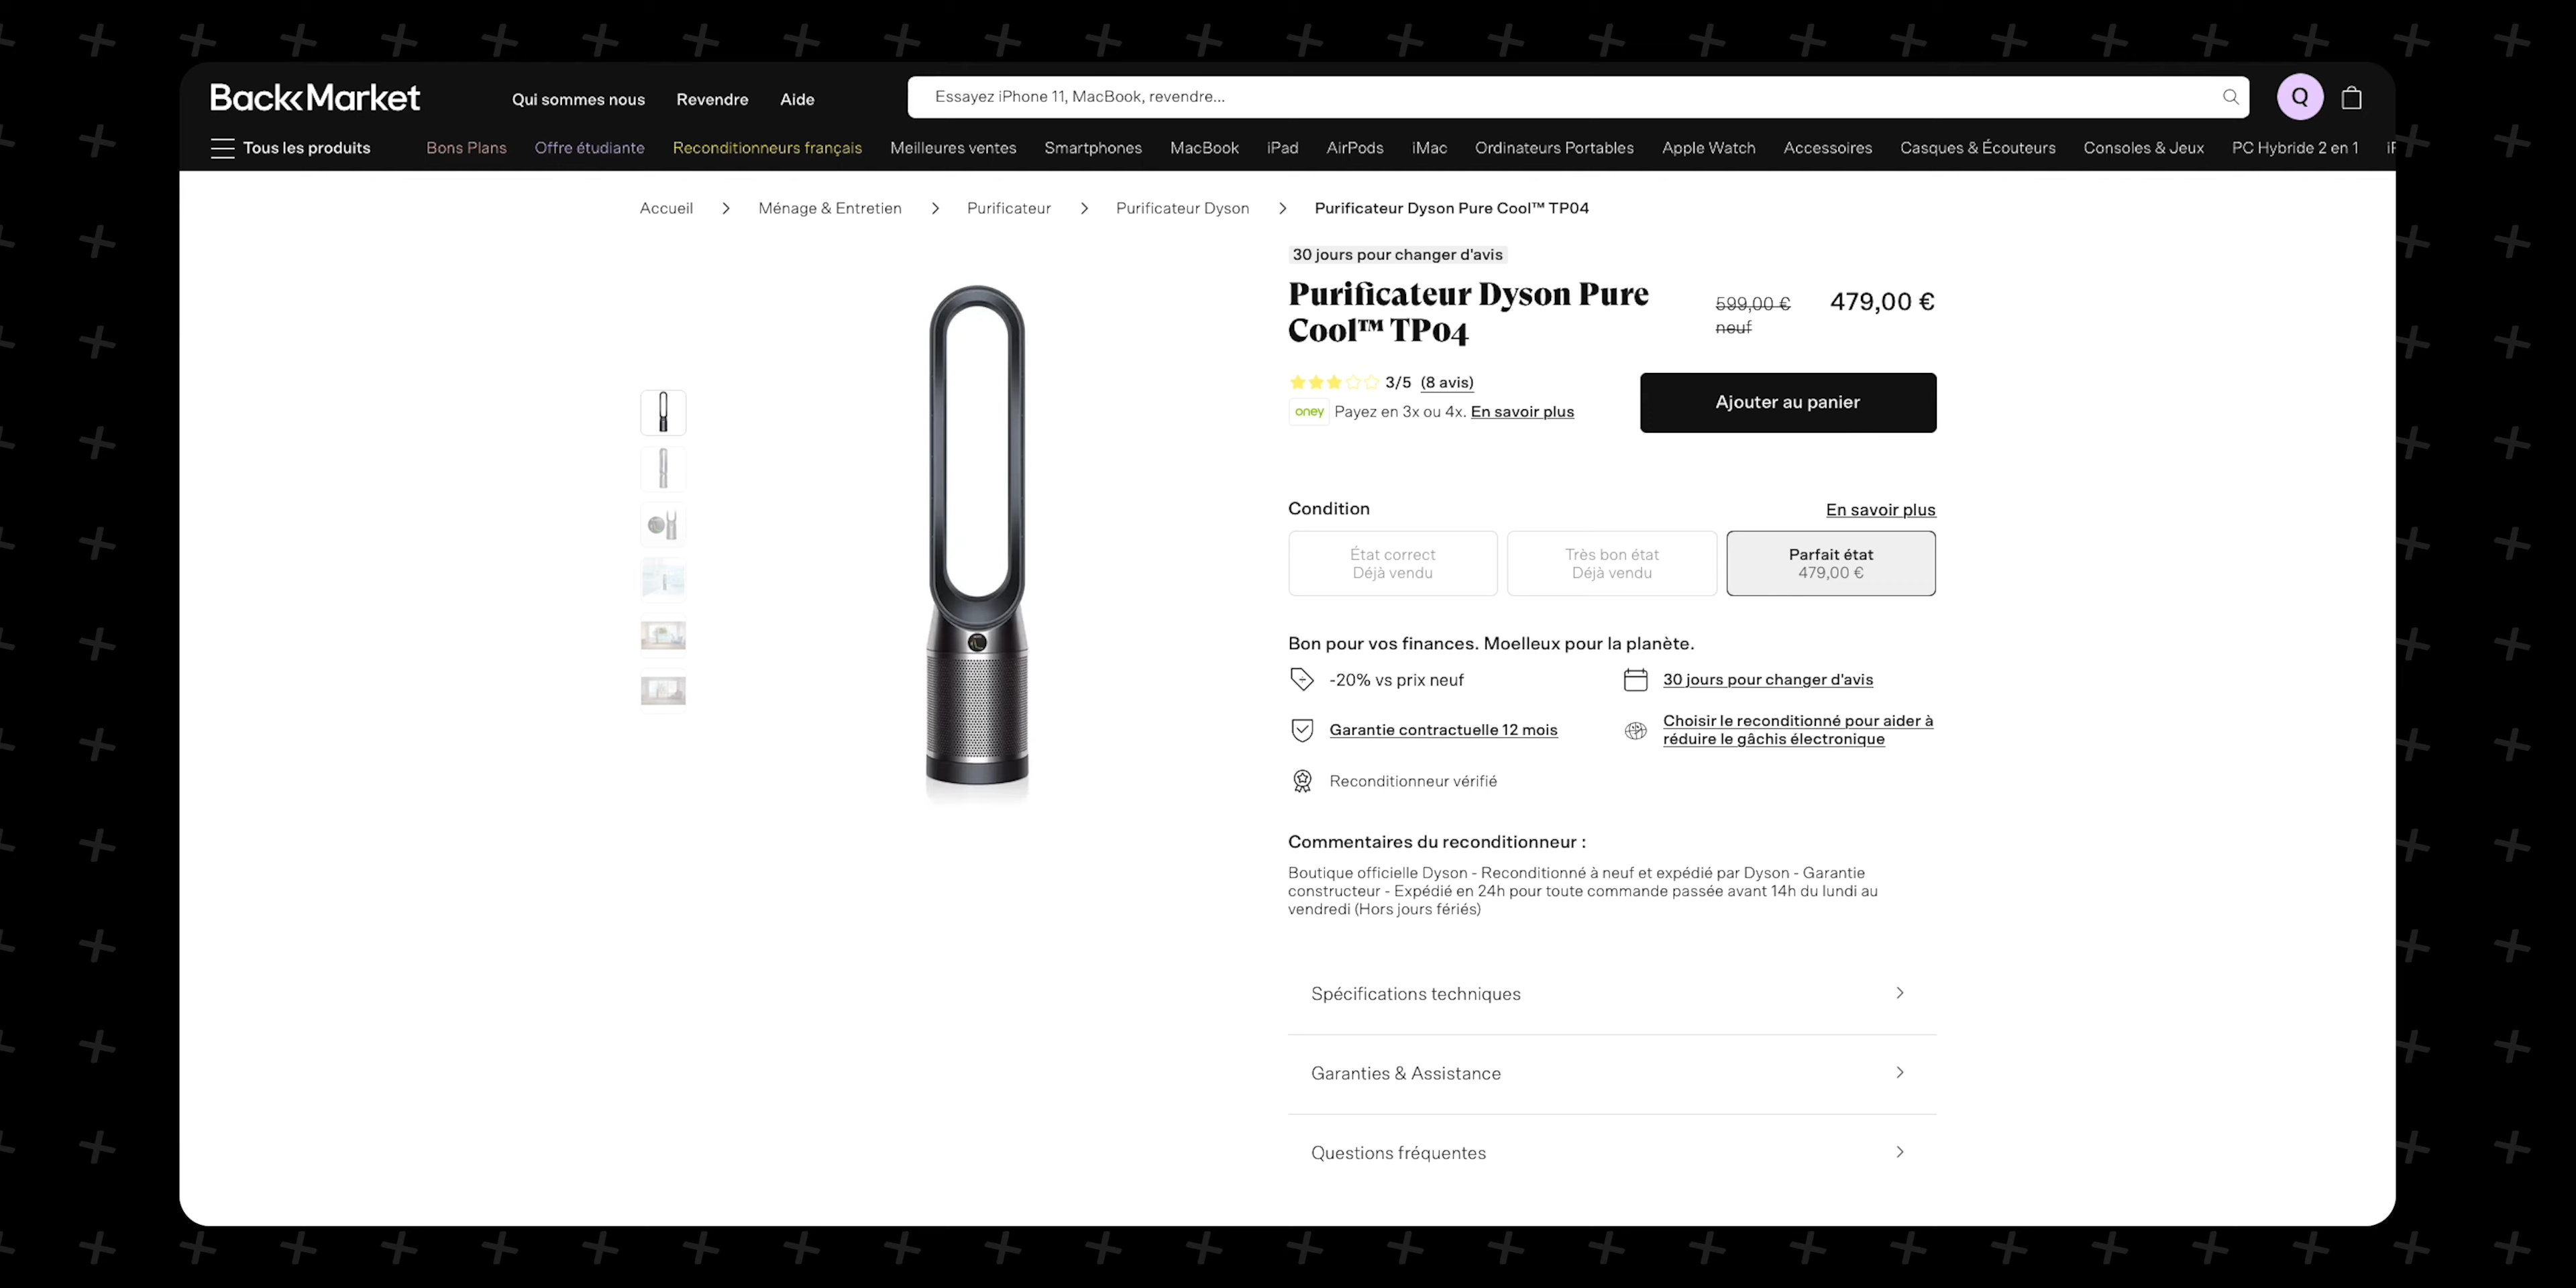 Back Market
Qui sommes nous
Revendre
Aide
Essayez iPhone 11, MacBook, revendre...
Q
Tous les produits
Bons Plans
Offre étudiante
Reconditionneurs français
Meilleures ventes
Smartphones
MacBook
iPad
AirPods
iMac
Ordinateurs Portables
Apple Watch
Accessoires
Casques & Écouteurs
Consoles & Jeux
PC Hybride 2 en 1
Accueil
Ménage & Entretien
Purificateur
Purificateur Dyson
Purificateur Dyson Pure Cool™ TP04
30 jours pour changer d'avis
Purificateur Dyson Pure
Cool™ TP04
599,00 €
neuf
479,00 €
3/5 (8 avis)
oney Payez en 3x ou 4x. En savoir plus
Ajouter au panier
Condition
En savoir plus
État correct
Déjà vendu
Très bon état
Déjà vendu
Parfait état
479,00 €
Bon pour vos finances. Moelleux pour la planète.
-20% vs prix neuf
30 jours pour changer d'avis
Garantie contractuelle 12 mois
Choisir le reconditionné pour aider à
réduire le gâchis électronique
Reconditionneur vérifié
Commentaires du reconditionneur :
Boutique officielle Dyson - Reconditionné à neuf et expédié par Dyson - Garantie
constructeur - Expédié en 24h pour toute commande passée avant 14h du lundi au
vendredi (Hors jours fériés)
Spécifications techniques
Garanties & Assistance
Questions fréquentes